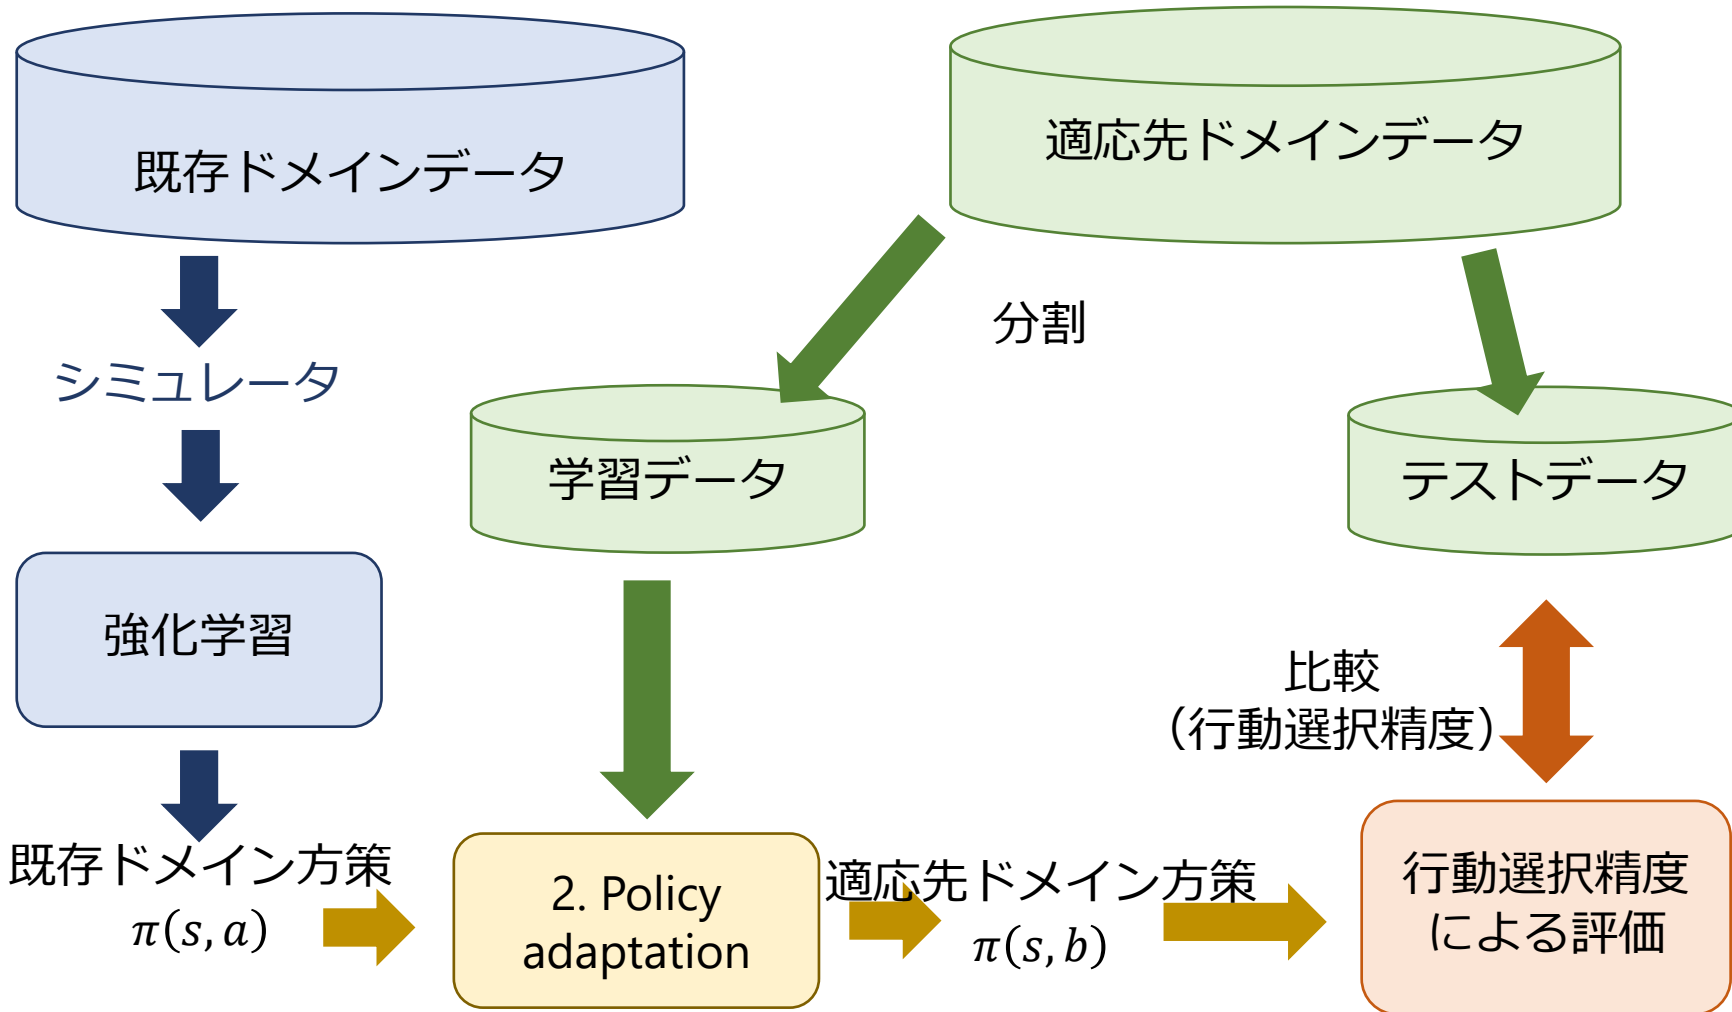 既存ドメインデータ
適応先ドメインデータ
分割
シミュレータ
学習データ
テストデータ
強化学習
比較
（行動選択精度）
既存ドメイン方策
π(s, a)
2. Policy
adaptation
適応先ドメイン方策
π(s, b)
行動選択精度
による評価